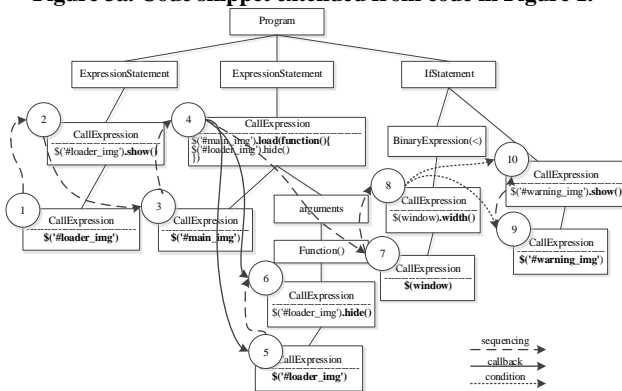 Figure 3a. Code snippet extended from code in Figure 1.
Program
ExpressionStatement
ExpressionStatement
IfStatement
2
CallExpression
$('#loader_img').show()
4
CallExpression
$('#main_img').load(function(){
$('#loader_img').hide()
})
BinaryExpression(<)
10
CallExpression
$('#warning_img').show()
1
CallExpression
$('#loader_img')
3
CallExpression
$('#main_img')
arguments
8
CallExpression
$(window).width()
9
CallExpression
$('#warning_img')
Function()
7
CallExpression
$(window)
6
CallExpression
$('#loader_img').hide()
5
CallExpression
$('#loader_img')
sequencing
callback
condition